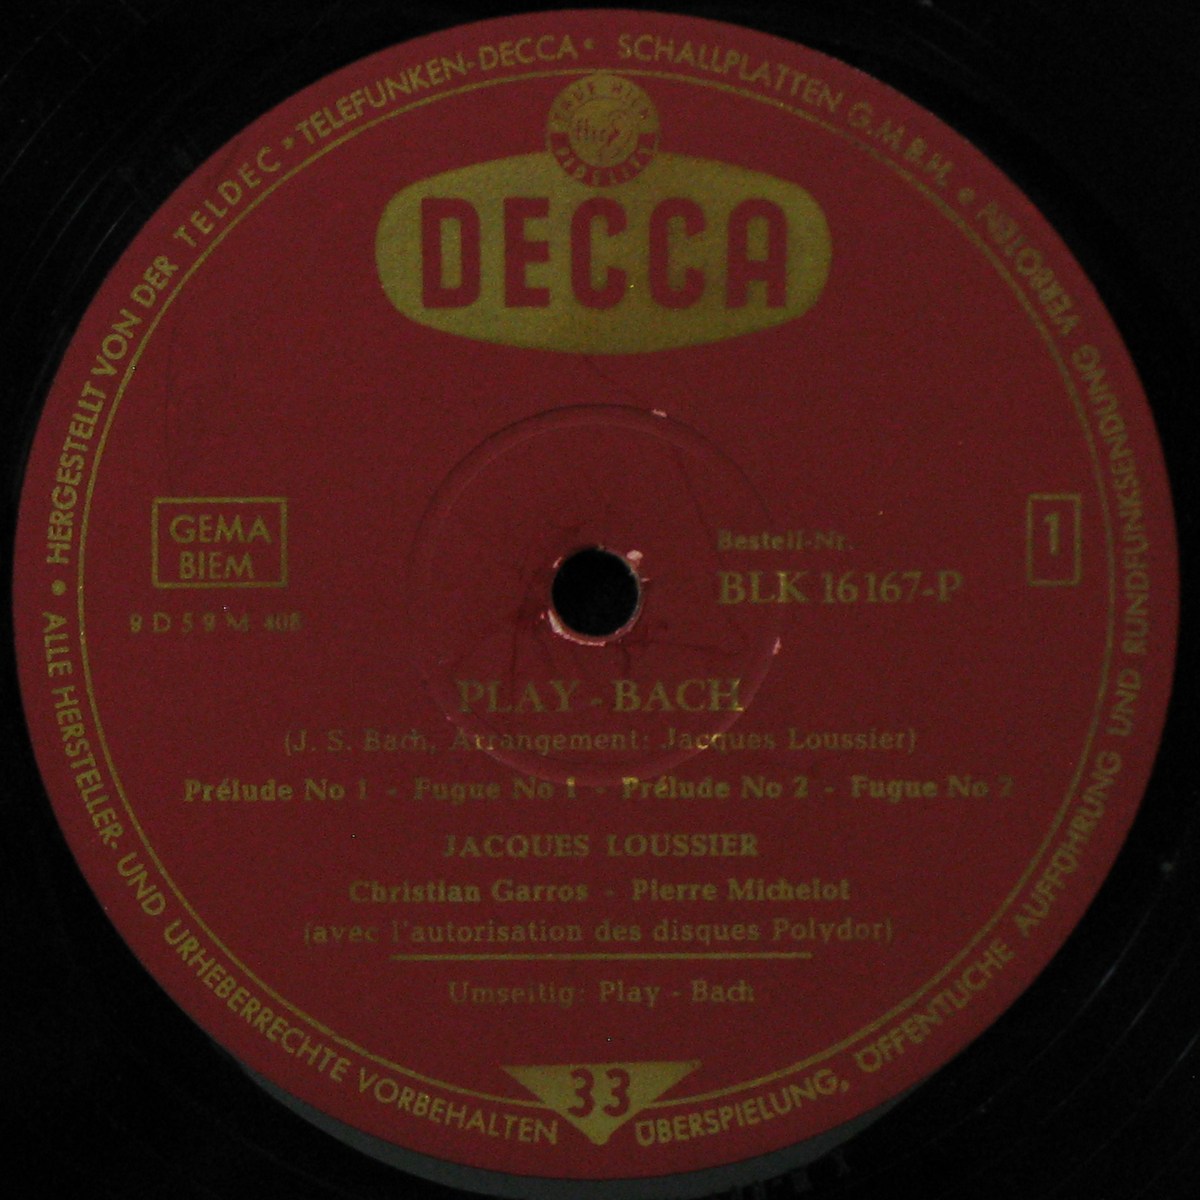 HERGESTELLT VON DER TELDEC • TELEFUNKEN-DECCA • SCHALLPLATTEN G.M.B.H. • 
ALLE HERSTELLER- UND URHEBERRECHTE VORBEHALTEN
ÜBERSPIELUNG, ÖFFENTLICHE AUFFÜHRUNG UND RUNDFUNKSENDUNG VERBOTEN
DECCA
GEMA
BIEM
Bestell-Nr.
BLK 16167-P
1
PLAY - BACH
(J. S. Bach, Arrangement: Jacques Loussier)
Prélude No 1 - Fugue No 1 - Prélude No 2 - Fugue No 2
JACQUES LOUSSIER
Christian Garros - Pierre Michelot
(avec l'autorisation des disques Polydor)
Umseitig: Play - Bach
33